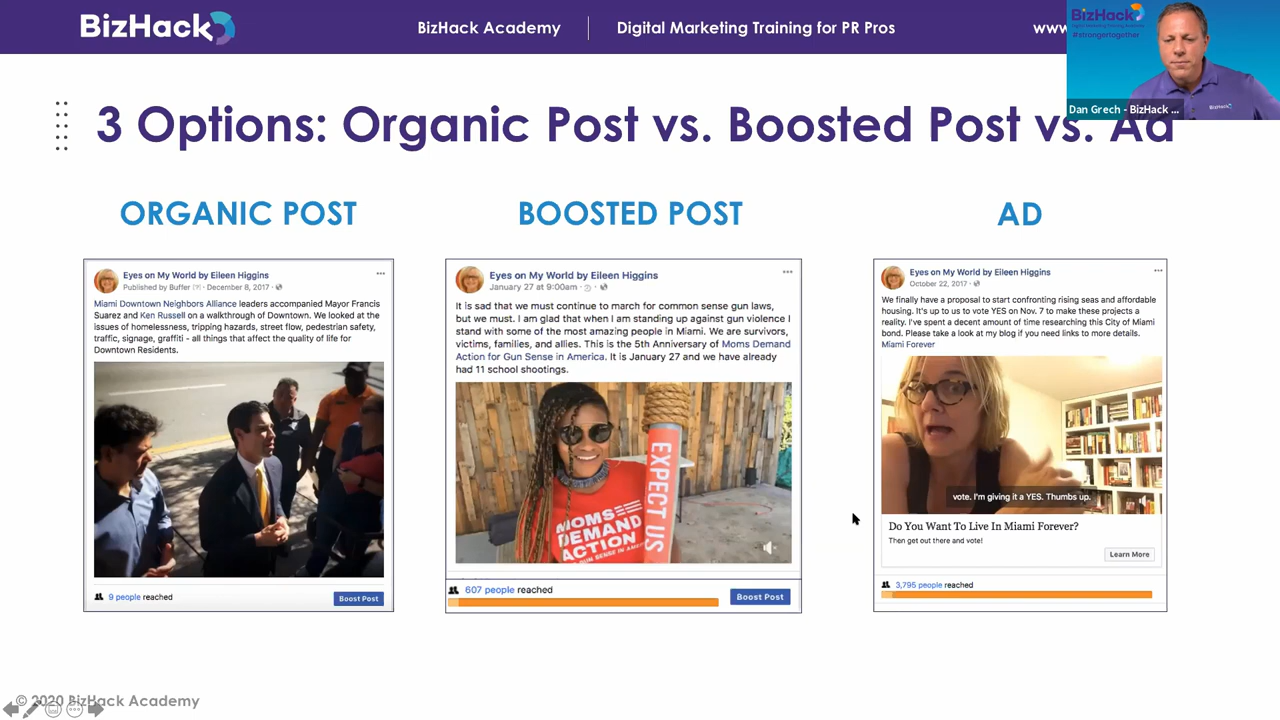 BizHack
BizHack Academy
Digital Marketing Training for PR Pros
www.
BizHack
#strongertogether
Dan Grech - BizHack ...
BizHack
3 Options: Organic Post vs. Boosted Post vs. Ad
ORGANIC POST
Eyes on My World by Eileen Higgins
Published by Buffer [?] · December 8, 2017 ·
Miami Downtown Neighbors Alliance leaders accompanied Mayor Francis
Suarez and Ken Russell on a walkthrough of Downtown. We looked at the
issues of homelessness, tripping hazards, street flow, pedestrian safety,
traffic, signage, graffiti - all things that affect the quality of life for
Downtown Residents.
9 people reached
Boost Post
BOOSTED POST
Eyes on My World by Eileen Higgins
January 27 at 9:00am ·
It is sad that we must continue to march for common sense gun laws,
but we must. I am glad that when I am standing up against gun violence I
stand with some of the most amazing people in Miami. We are survivors,
victims, families, and allies. This is the 5th Anniversary of Moms Demand
Action for Gun Sense in America. It is January 27 and we have already
had 11 school shootings.
EXPECT US
MOMS
DEMAND
ACTION
FOR GUN SENSE IN AMERICA
607 people reached
Boost Post
AD
Eyes on My World by Eileen Higgins
October 22, 2017 ·
We finally have a proposal to start confronting rising seas and affordable
housing. It's up to us to vote YES on Nov. 7 to make these projects a
reality. I've spent a decent amount of time researching this City of Miami
bond. Please take a look at my blog if you need links to more details.
Miami Forever
vote. I'm giving it a YES. Thumbs up.
Do You Want To Live In Miami Forever?
Then get out there and vote!
Learn More
3,795 people reached
© 2020 BizHack Academy